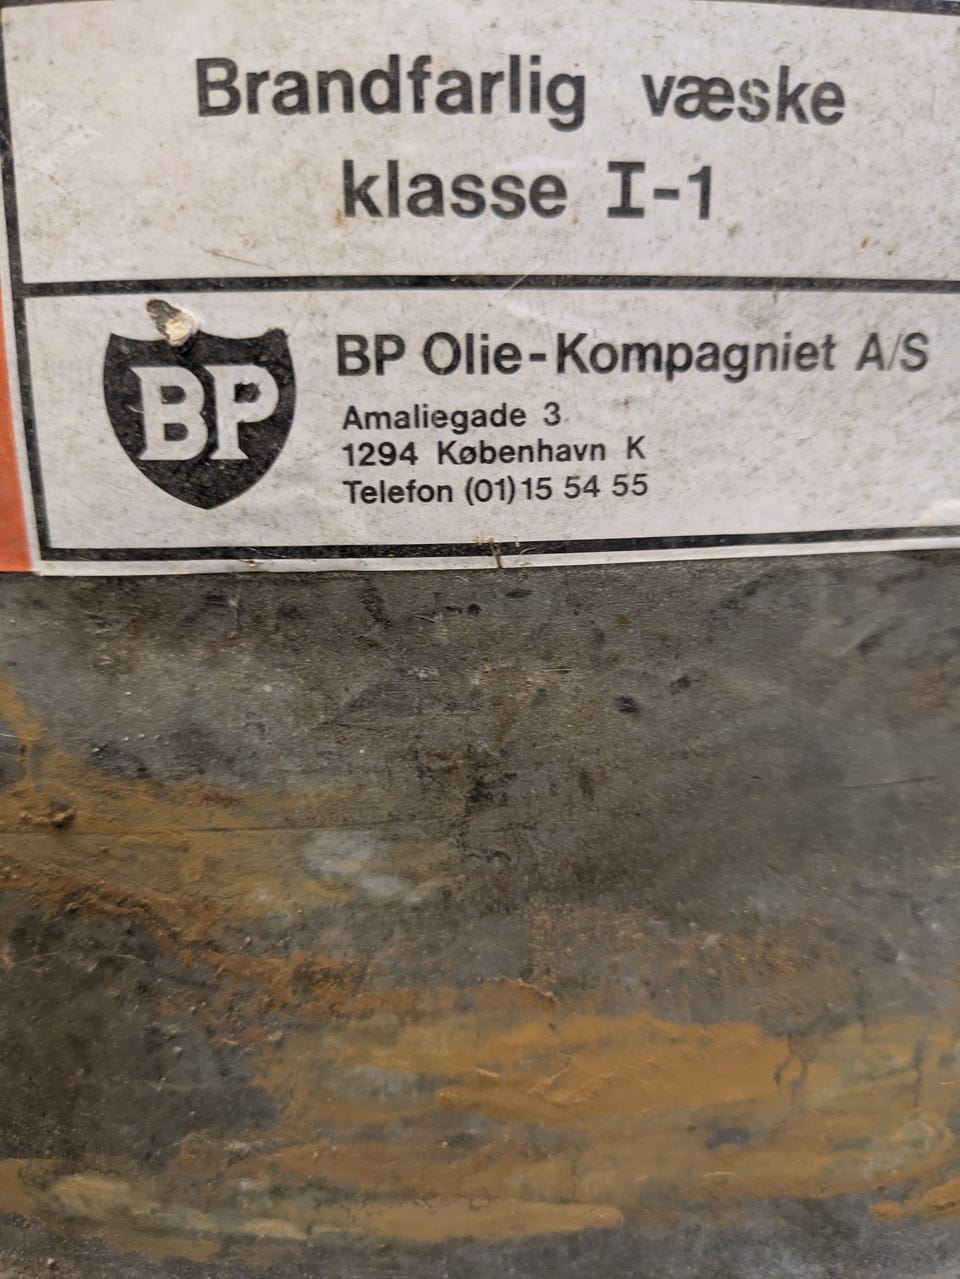 Brandfarlig væske
klasse I-1
BP
BP Olie-Kompagniet A/S
Amaliegade 3
1294 København K
Telefon (01) 15 54 55